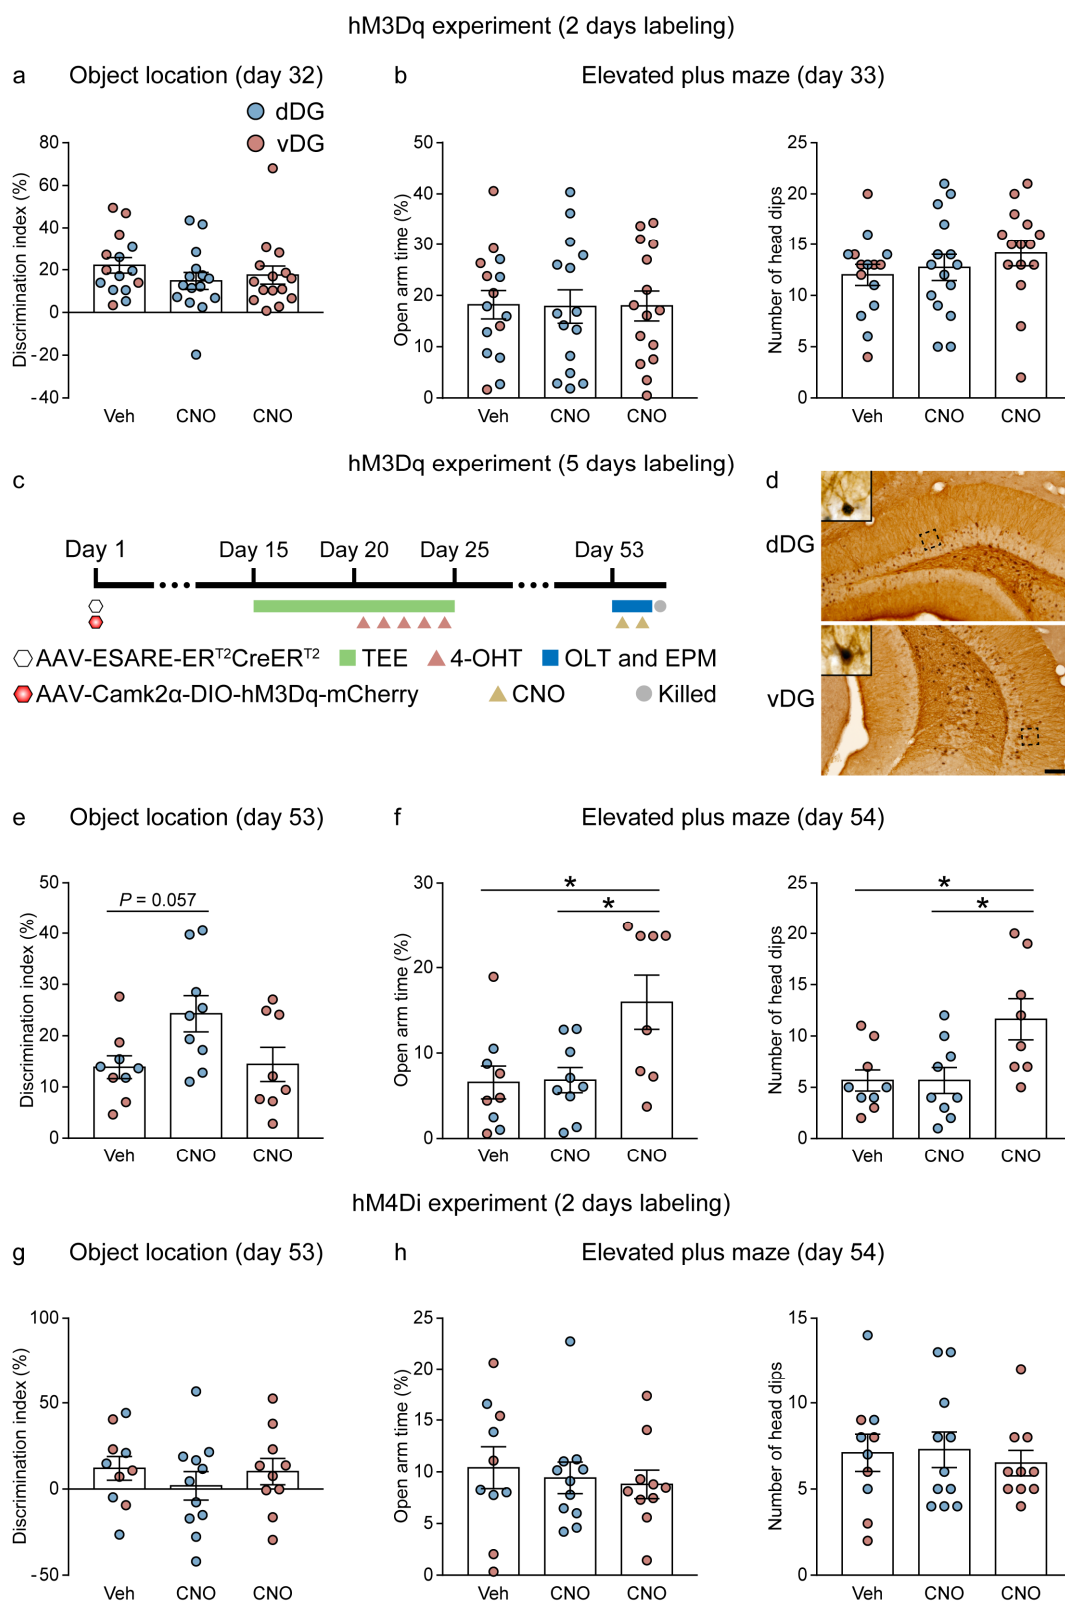 hM3Dq experiment (2 days labeling)
a Object location (day 32)
dDG
vDG
Discrimination index (%)
80
60
40
20
0
-20
-40
Veh CNO CNO
b Elevated plus maze (day 33)
Open arm time (%)
50
40
30
20
10
0
Veh CNO CNO
Number of head dips
25
20
15
10
5
0
Veh CNO CNO
hM3Dq experiment (5 days labeling)
c
Day 1 Day 15 Day 20 Day 25 Day 53
AAV-ESARE-ERT2CreERT2 TEE 4-OHT OLT and EPM
AAV-Camk2α-DIO-hM3Dq-mCherry CNO Killed
d
dDG
vDG
e Object location (day 53)
Discrimination index (%)
50
40
30
20
10
0
P = 0.057
Veh CNO CNO
f Elevated plus maze (day 54)
Open arm time (%)
30
20
10
0
*
*
Veh CNO CNO
Number of head dips
25
20
15
10
5
0
*
*
Veh CNO CNO
hM4Di experiment (2 days labeling)
g Object location (day 53)
Discrimination index (%)
100
50
0
-50
Veh CNO CNO
h Elevated plus maze (day 54)
Open arm time (%)
25
20
15
10
5
0
Veh CNO CNO
Number of head dips
15
10
5
0
Veh CNO CNO